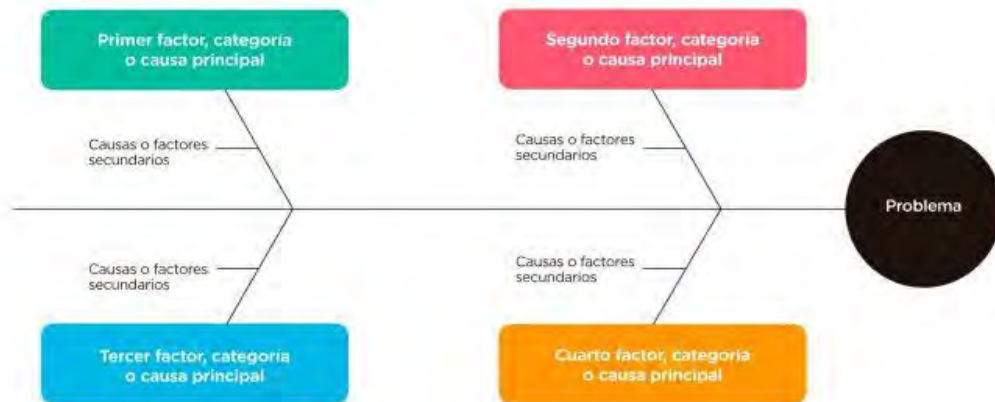 Primer factor, categoría
o causa principal
Segundo factor, categoría
o causa principal
Causas o factores
secundarios
Causas o factores
secundarios
Problema
Causas o factores
secundarios
Causas o factores
secundarios
Tercer factor, categoría
o causa principal
Cuarto factor, categoría
o causa principal